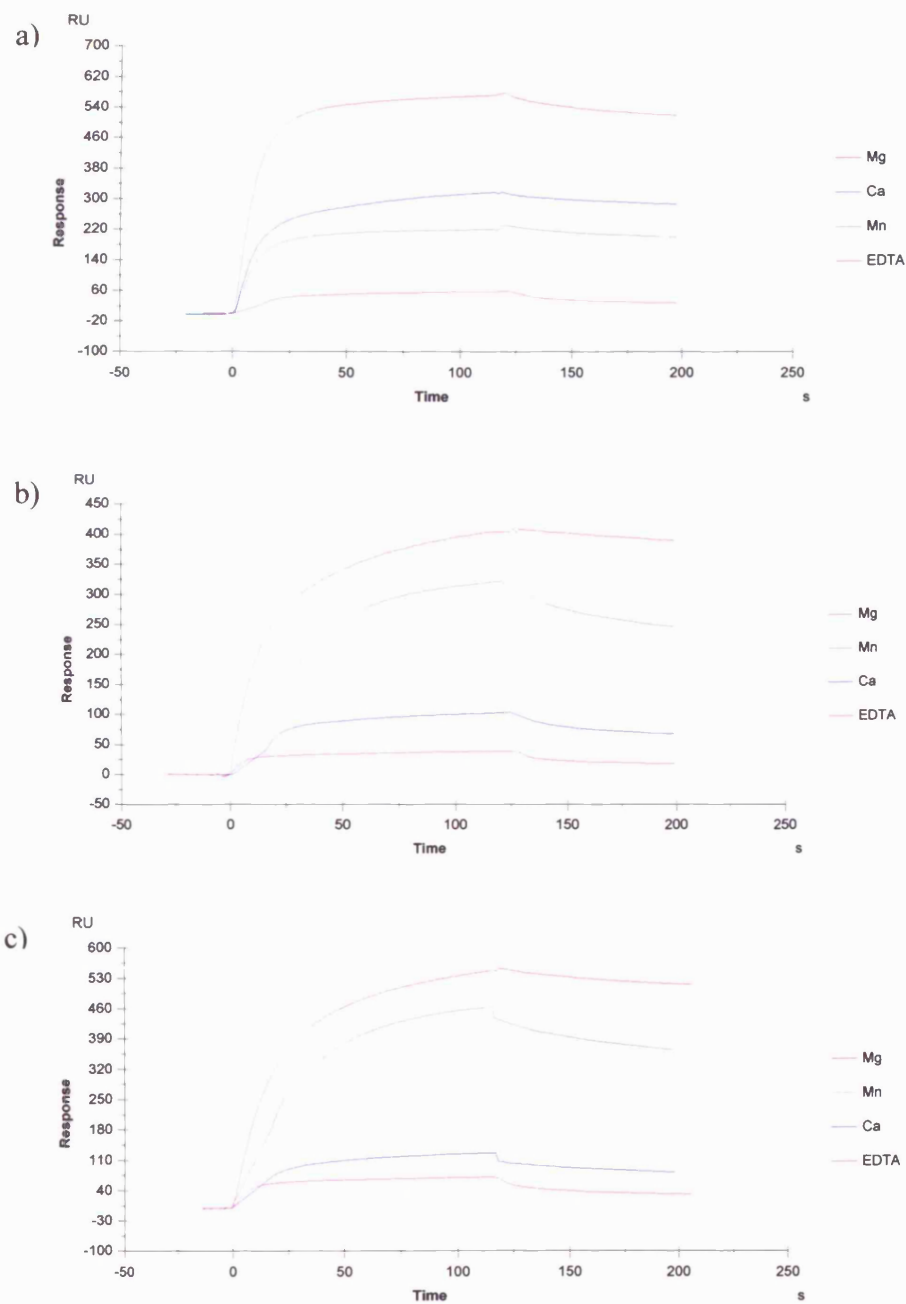 a)
RU
700
620
540
460
380
300
220
140
60
-20
-100
Response
-50 0 50 100 150 200 250
Time s
Mg
Ca
Mn
EDTA
b)
RU
450
400
350
300
250
200
150
100
50
0
-50
Response
-50 0 50 100 150 200 250
Time s
Mg
Mn
Ca
EDTA
c)
RU
600
530
460
390
320
250
180
110
40
-30
-100
Response
-50 0 50 100 150 200 250
Time s
Mg
Mn
Ca
EDTA